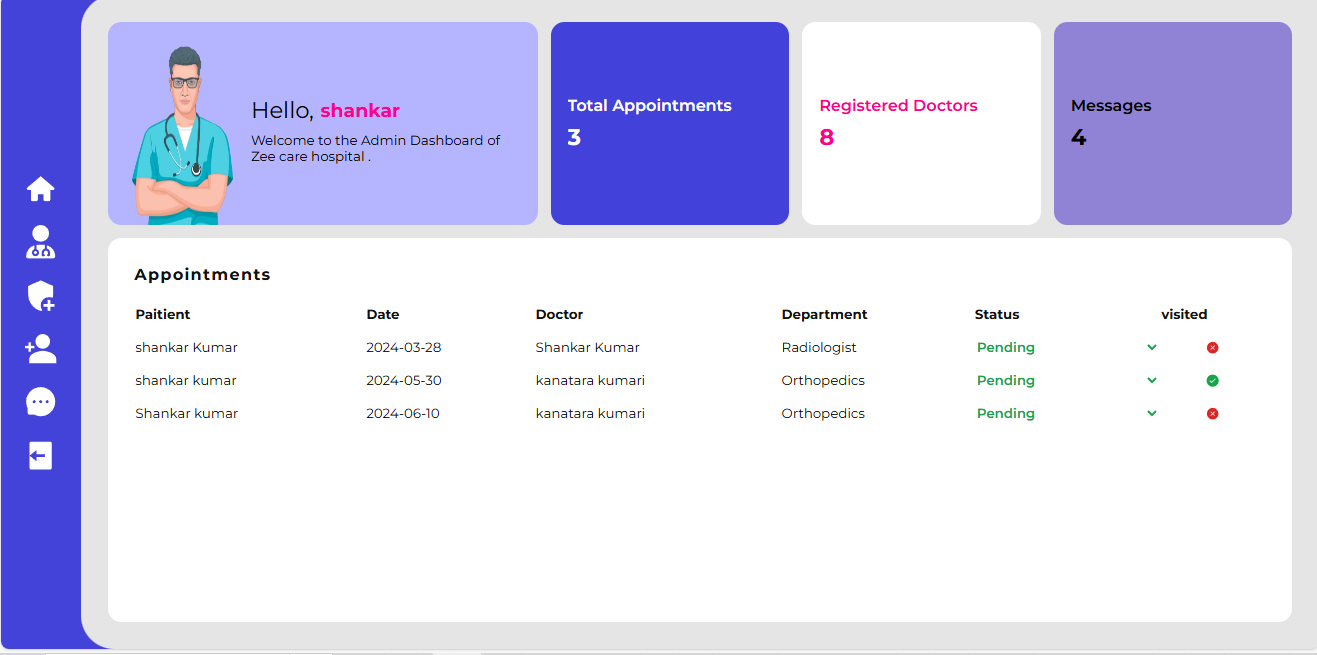 Hello, shankar
Welcome to the Admin Dashboard of
Zee care hospital .
Total Appointments
3
Registered Doctors
8
Messages
4
Appointments
Paitient Date Doctor Department Status visited
shankar Kumar 2024-03-28 Shankar Kumar Radiologist Pending
shankar kumar 2024-05-30 kanatara kumari Orthopedics Pending
Shankar kumar 2024-06-10 kanatara kumari Orthopedics Pending